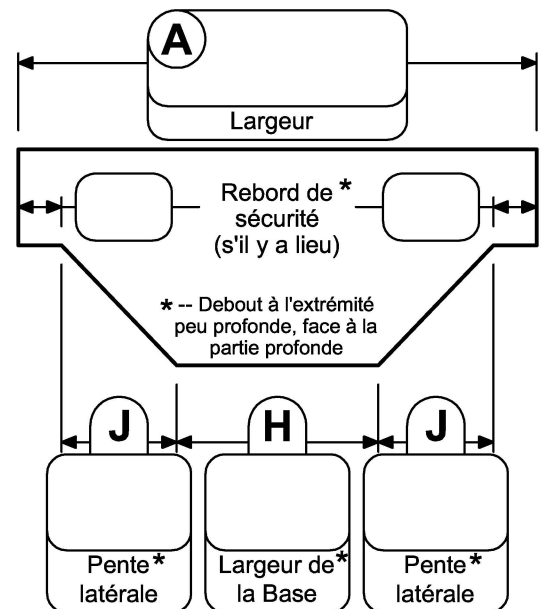 A
Largeur
Rebord de *
sécurité
(s'il y a lieu)
* -- Debout à l'extrémité
peu profonde, face à la
partie profonde
J
H
J
Pente*
latérale
Largeur de*
la Base
Pente*
latérale